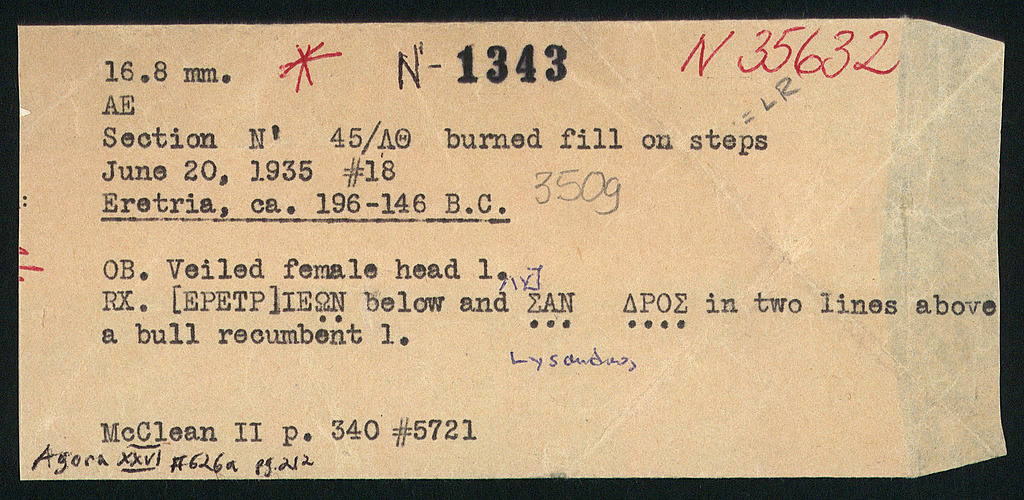 16.8 mm. * N'- 1343 N 35632
AE = LR
Section N' 45/ΛΘ burned fill on steps
June 20, 1935 #18
Eretria, ca. 196-146 B.C. 350g
OB. Veiled female head l.
RX. [ΕΡΕΤΡ]ΙΕΩΝ below and ΣΑΝ ΔΡΟΣ in two lines above
a bull recumbent l.
Lysandros
McClean II p. 340 #5721
Agora XXVI #626a pg.212